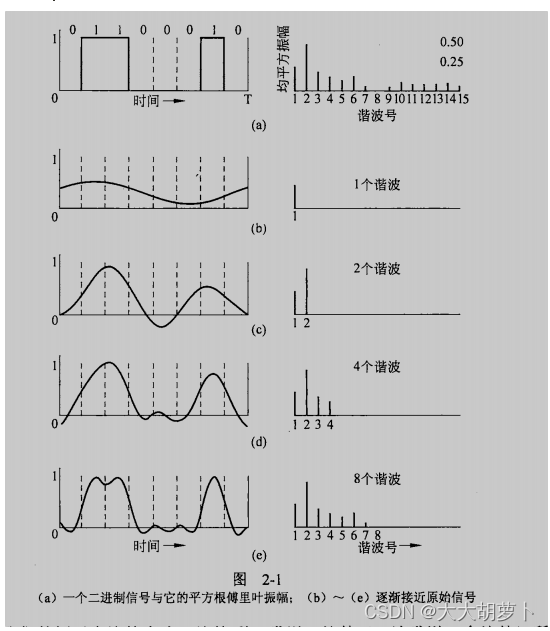 0 1 1 0 0 0 1 0
1
0
时间
T
(a)
均平方振幅
0.50
0.25
1 2 3 4 5 6 7 8 9 10 11 12 13 14 15
谐波号
1
0
(b)
1个谐波
1
1
0
(c)
2个谐波
1 2
1
0
(d)
4个谐波
1 2 3 4
1
0
时间
(e)
8个谐波
1 2 3 4 5 6 7 8
谐波号
图 2-1
(a) 一个二进制信号与它的平方根傅里叶振幅; (b) ~ (e) 逐渐接近原始信号
CSDN @大大胡萝卜